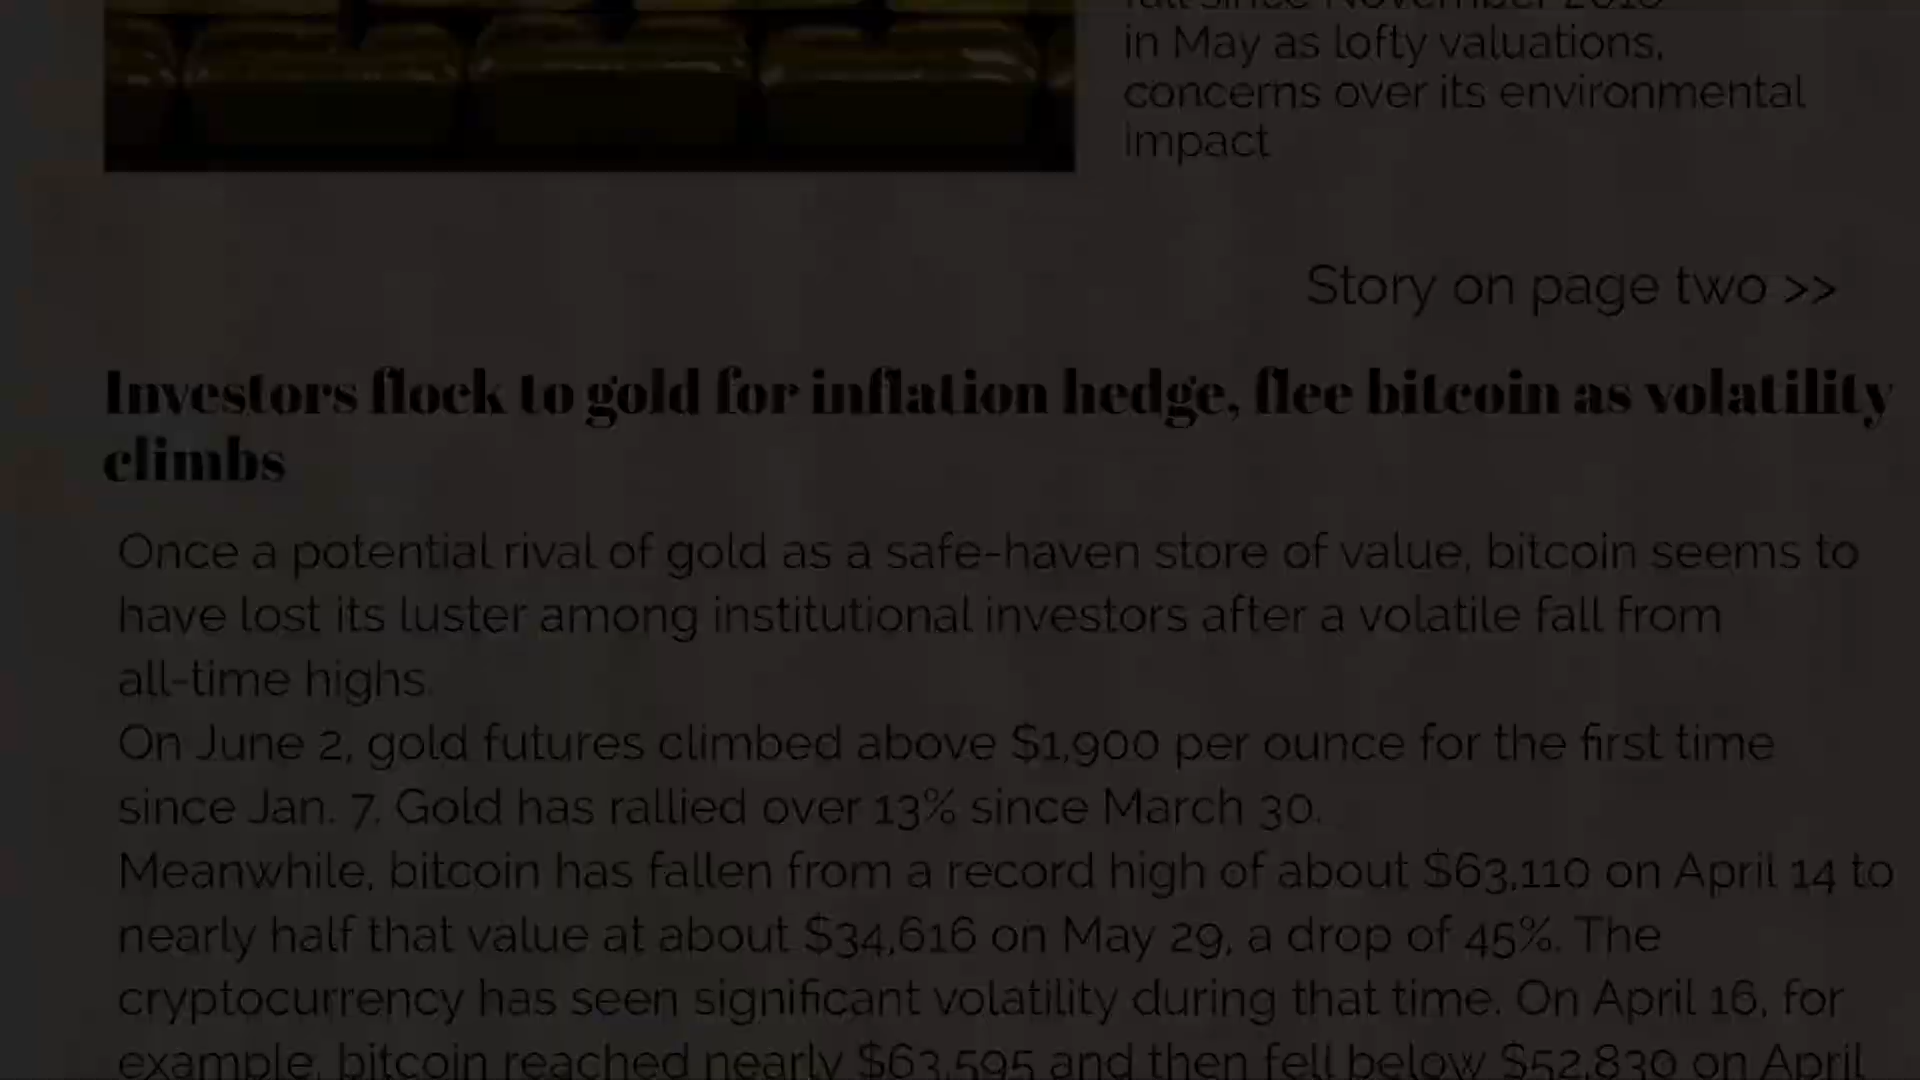 fall since November 2018
in May as lofty valuations,
concerns over its environmental
impact
Story on page two >>
Investors flock to gold for inflation hedge, flee bitcoin as volatility
climbs
Once a potential rival of gold as a safe-haven store of value, bitcoin seems to
have lost its luster among institutional investors after a volatile fall from
all-time highs.
On June 2, gold futures climbed above $1,900 per ounce for the first time
since Jan. 7. Gold has rallied over 13% since March 30.
Meanwhile, bitcoin has fallen from a record high of about $63,110 on April 14 to
nearly half that value at about $34,616 on May 29, a drop of 45%. The
cryptocurrency has seen significant volatility during that time. On April 16, for
example, bitcoin reached nearly $63,595 and then fell below $52,830 on April